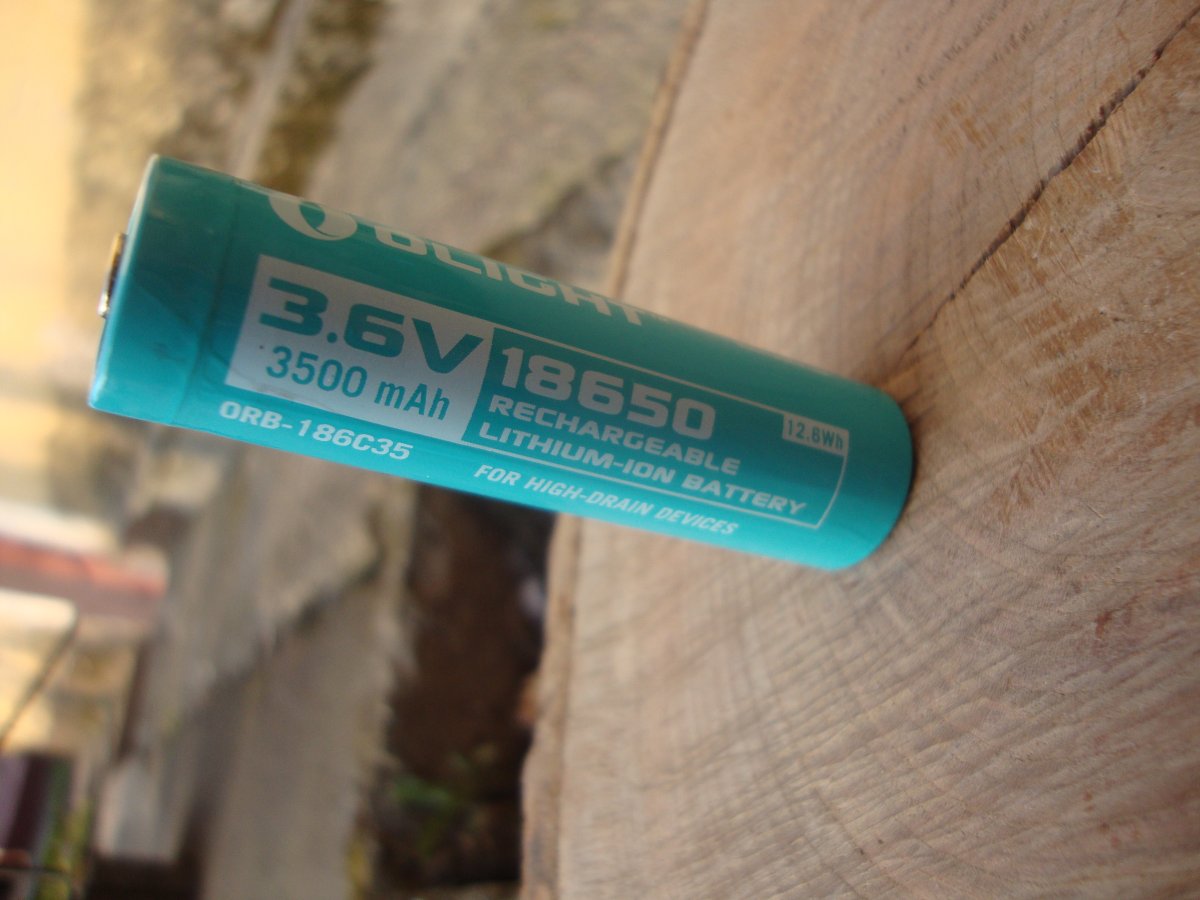 OLIGHT
3.6V
3500 mAh
18650
RECHARGEABLE
LITHIUM-ION BATTERY
12.6Wh
ORB-186C35
FOR HIGH-DRAIN DEVICES